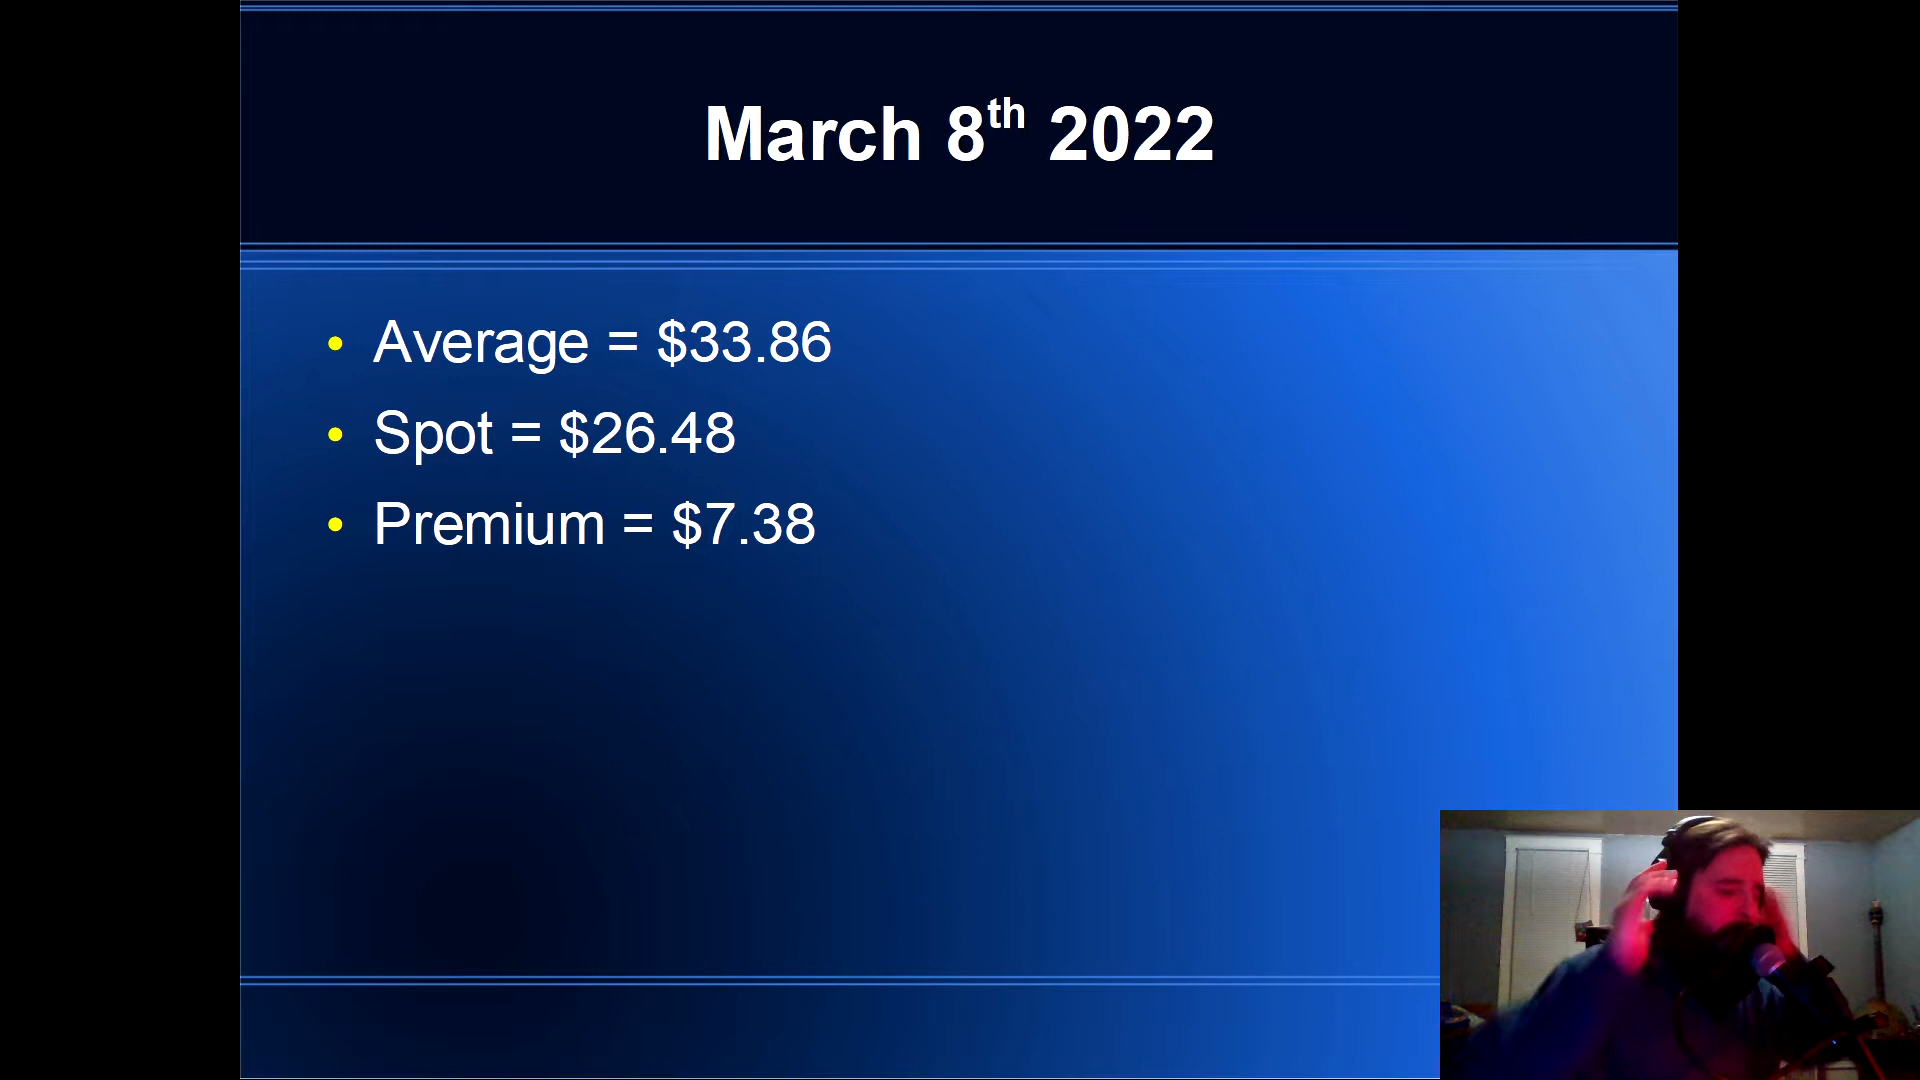 March 8th 2022
• Average = $33.86
• Spot = $26.48
• Premium = $7.38